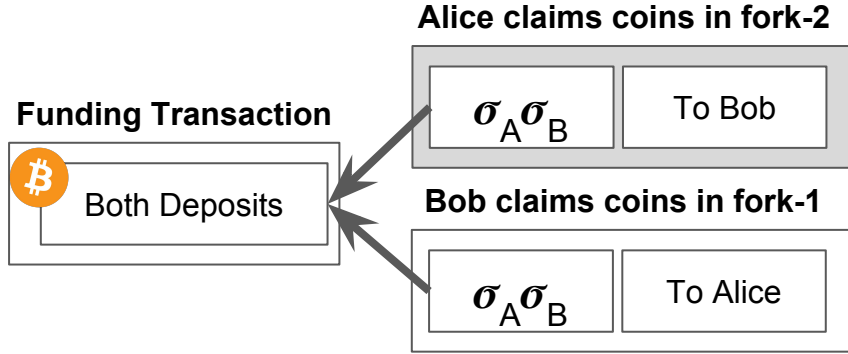 Alice claims coins in fork-2
σAσB
To Bob
Funding Transaction
₿
Both Deposits
Bob claims coins in fork-1
σAσB
To Alice